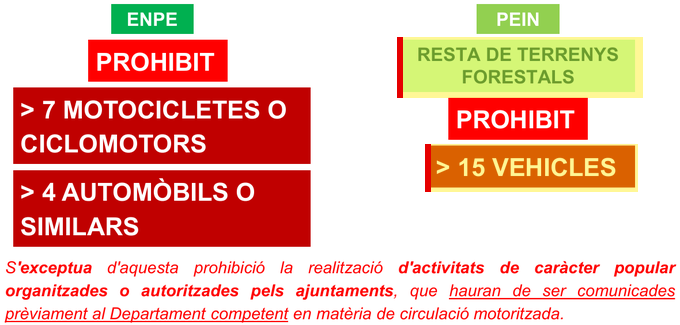 ENPE
PROHIBIT
> 7 MOTOCICLETES O
CICLOMOTORS
> 4 AUTOMÒBILS O
SIMILARS
PEIN
RESTA DE TERRENYS
FORESTALS
PROHIBIT
> 15 VEHICLES
S'exceptua d'aquesta prohibició la realització d'activitats de caràcter popular
organitzades o autoritzades pels ajuntaments, que hauran de ser comunicades
prèviament al Departament competent en matèria de circulació motoritzada.